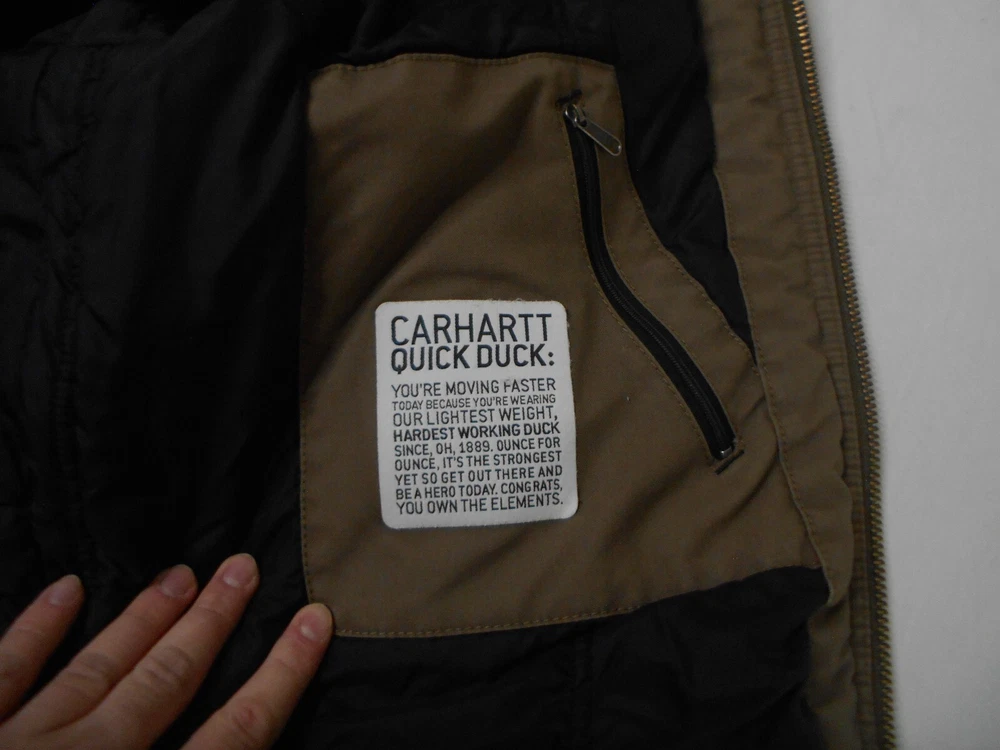 CARHARTT
QUICK DUCK:
YOU'RE MOVING FASTER
TODAY BECAUSE YOU'RE WEARING
OUR LIGHTEST WEIGHT,
HARDEST WORKING DUCK
SINCE, OH, 1889. OUNCE FOR
OUNCE, IT'S THE STRONGEST
YET SO GET OUT THERE AND
BE A HERO TODAY. CONGRATS,
YOU OWN THE ELEMENTS.